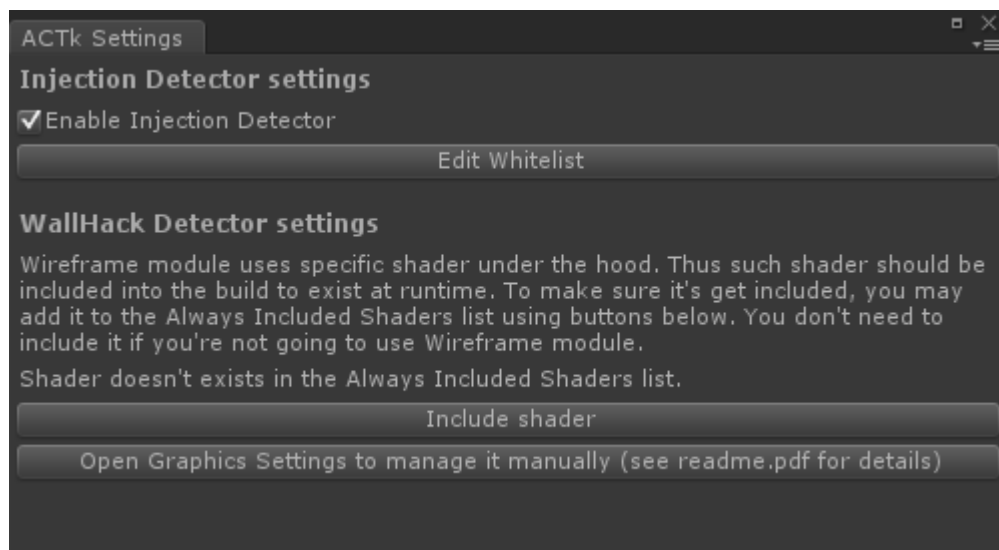 ACTk Settings
Injection Detector settings
Enable Injection Detector
Edit Whitelist
WallHack Detector settings
Wireframe module uses specific shader under the hood. Thus such shader should be
included into the build to exist at runtime. To make sure it's get included, you may
add it to the Always Included Shaders list using buttons below. You don't need to
include it if you're not going to use Wireframe module.
Shader doesn't exists in the Always Included Shaders list.
Include shader
Open Graphics Settings to manage it manually (see readme.pdf for details)